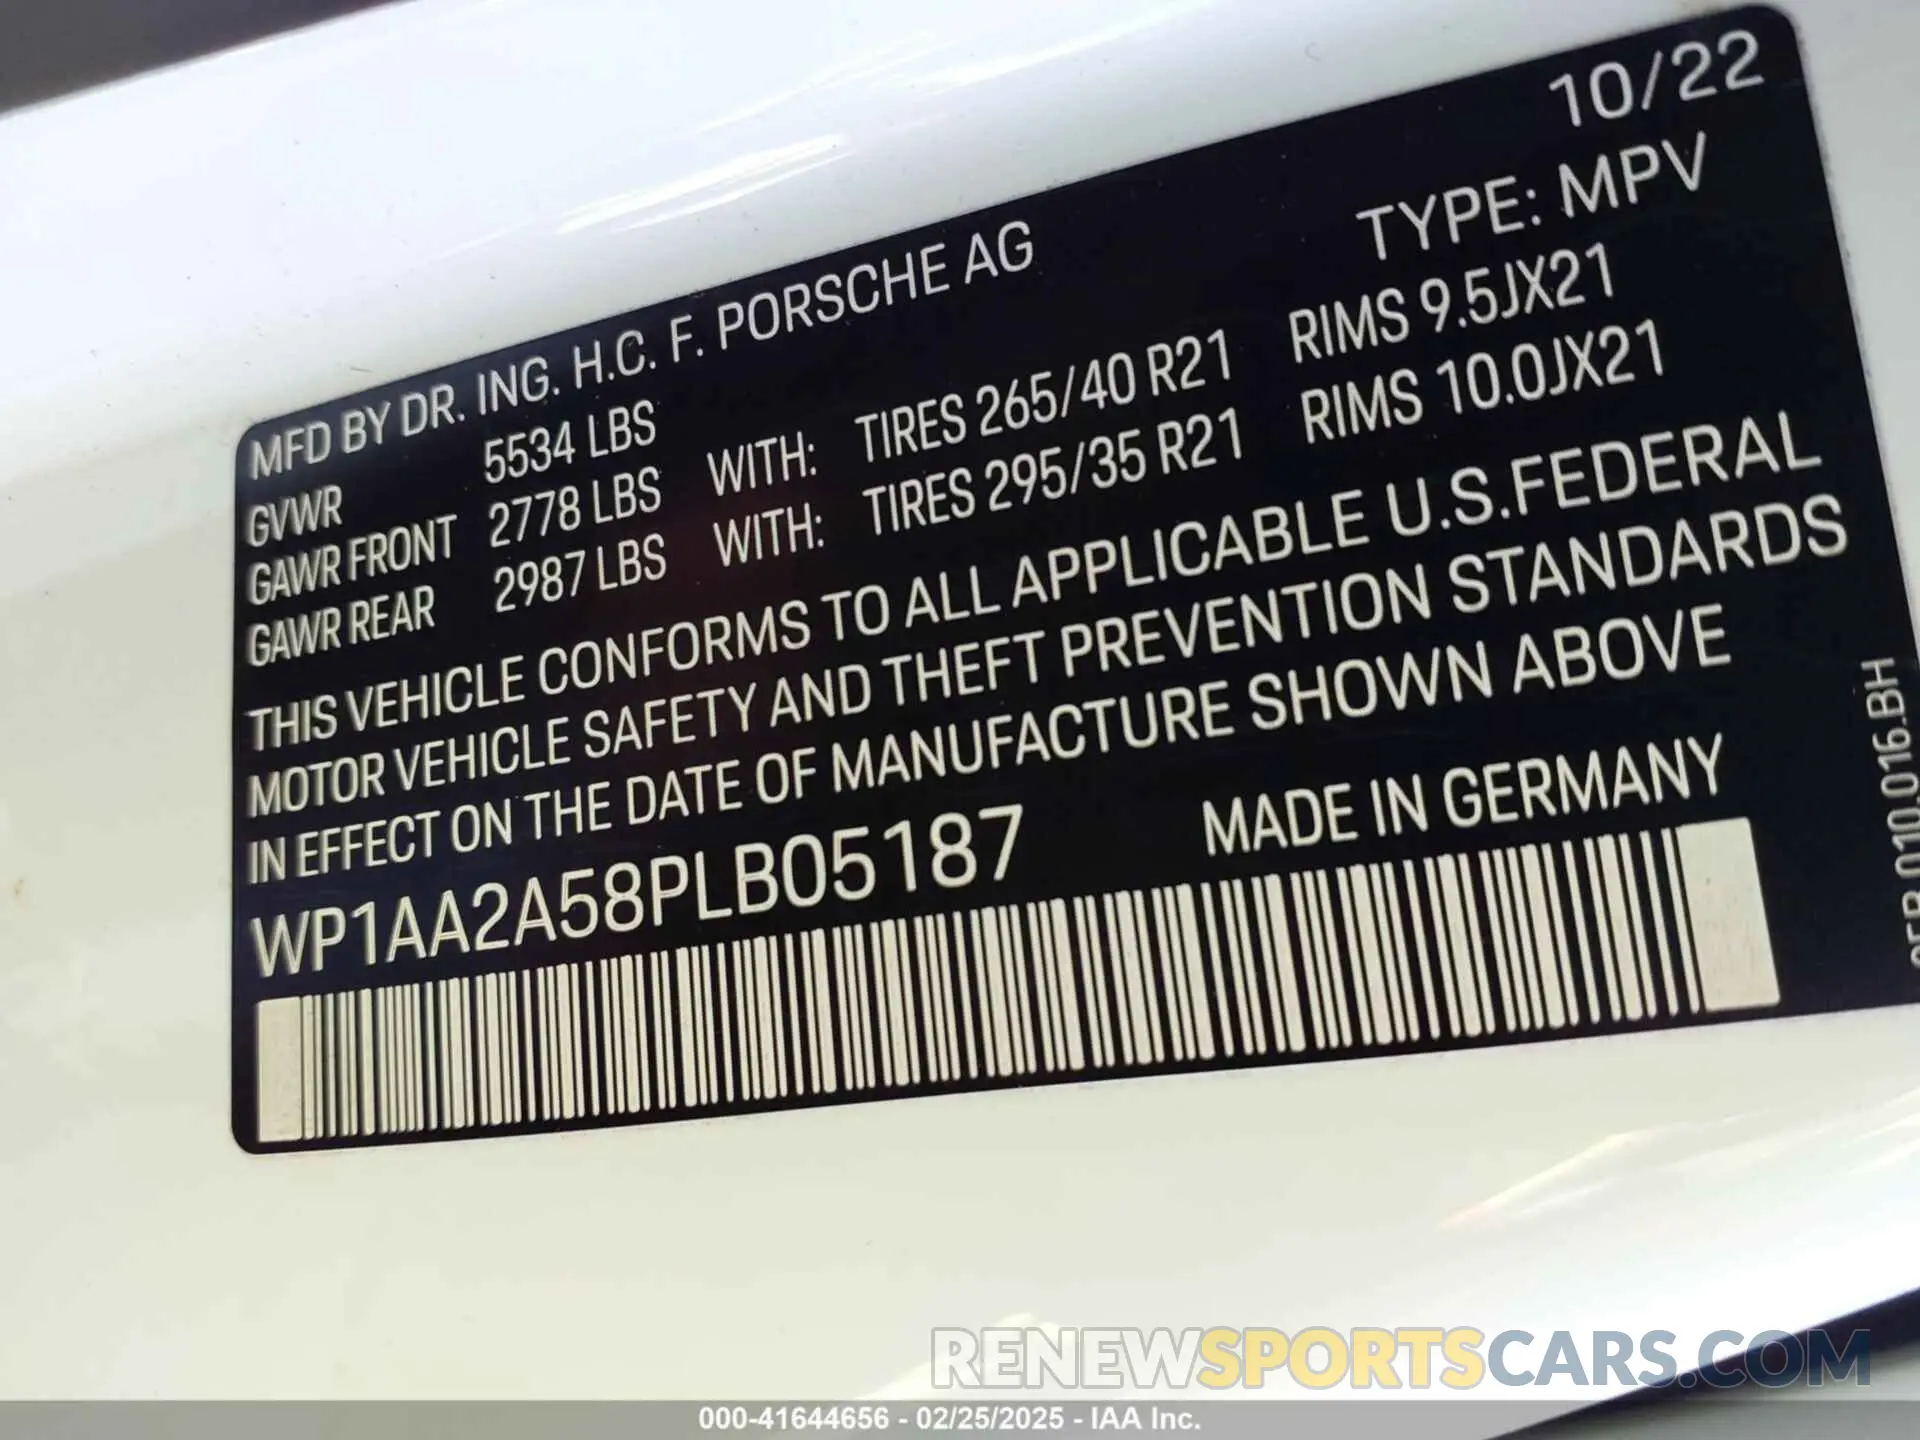 10/22
MFD BY DR. ING. H.C. F. PORSCHE AG TYPE: MPV
GVWR 5534 LBS
GAWR FRONT 2778 LBS WITH: TIRES 265/40 R21 RIMS 9.5JX21
GAWR REAR 2987 LBS WITH: TIRES 295/35 R21 RIMS 10.0JX21
THIS VEHICLE CONFORMS TO ALL APPLICABLE U.S.FEDERAL
MOTOR VEHICLE SAFETY AND THEFT PREVENTION STANDARDS
IN EFFECT ON THE DATE OF MANUFACTURE SHOWN ABOVE
WP1AA2A58PLB05187 MADE IN GERMANY
RENEWSPORTSCARS.COM
000-41644656 - 02/25/2025 - IAA Inc.